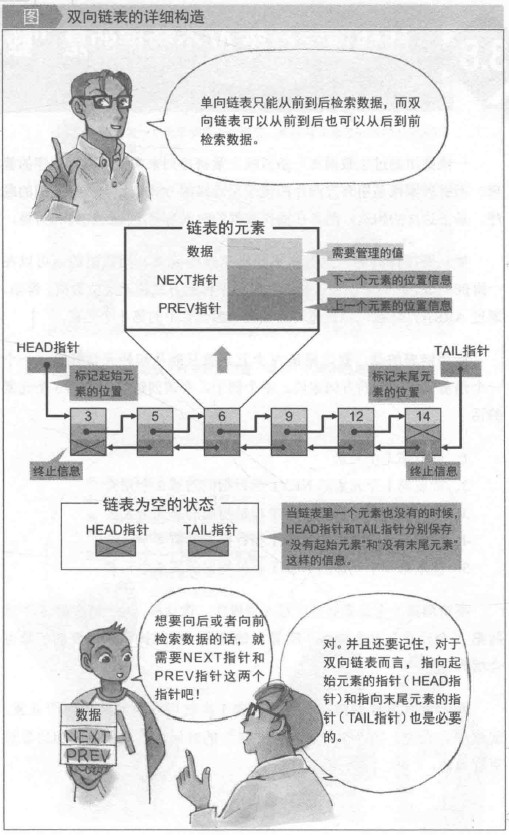 图 双向链表的详细构造
单向链表只能从前到后检索数据，而双
向链表可以从前到后也可以从后到前
检索数据。
链表的元素
数据
需要管理的值
NEXT指针
下一个元素的位置信息
PREV指针
上一个元素的位置信息
HEAD指针
TAIL指针
标记起始元
素的位置
标记末尾元
素的位置
3 5 6 9 12 14
终止信息
终止信息
链表为空的状态
HEAD指针 TAIL指针
当链表里一个元素也没有的时候，
HEAD指针和TAIL指针分别保存
“没有起始元素”和“没有末尾元素”
这样的信息。
想要向后或者向前
检索数据的话，就
需要NEXT指针和
PREV指针这两个
指针吧！
数据
NEXT
PREV
对。并且还要记住，对于
双向链表而言，指向起
始元素的指针（HEAD指
针）和指向末尾元素的指
针（TAIL指针）也是必要
的。